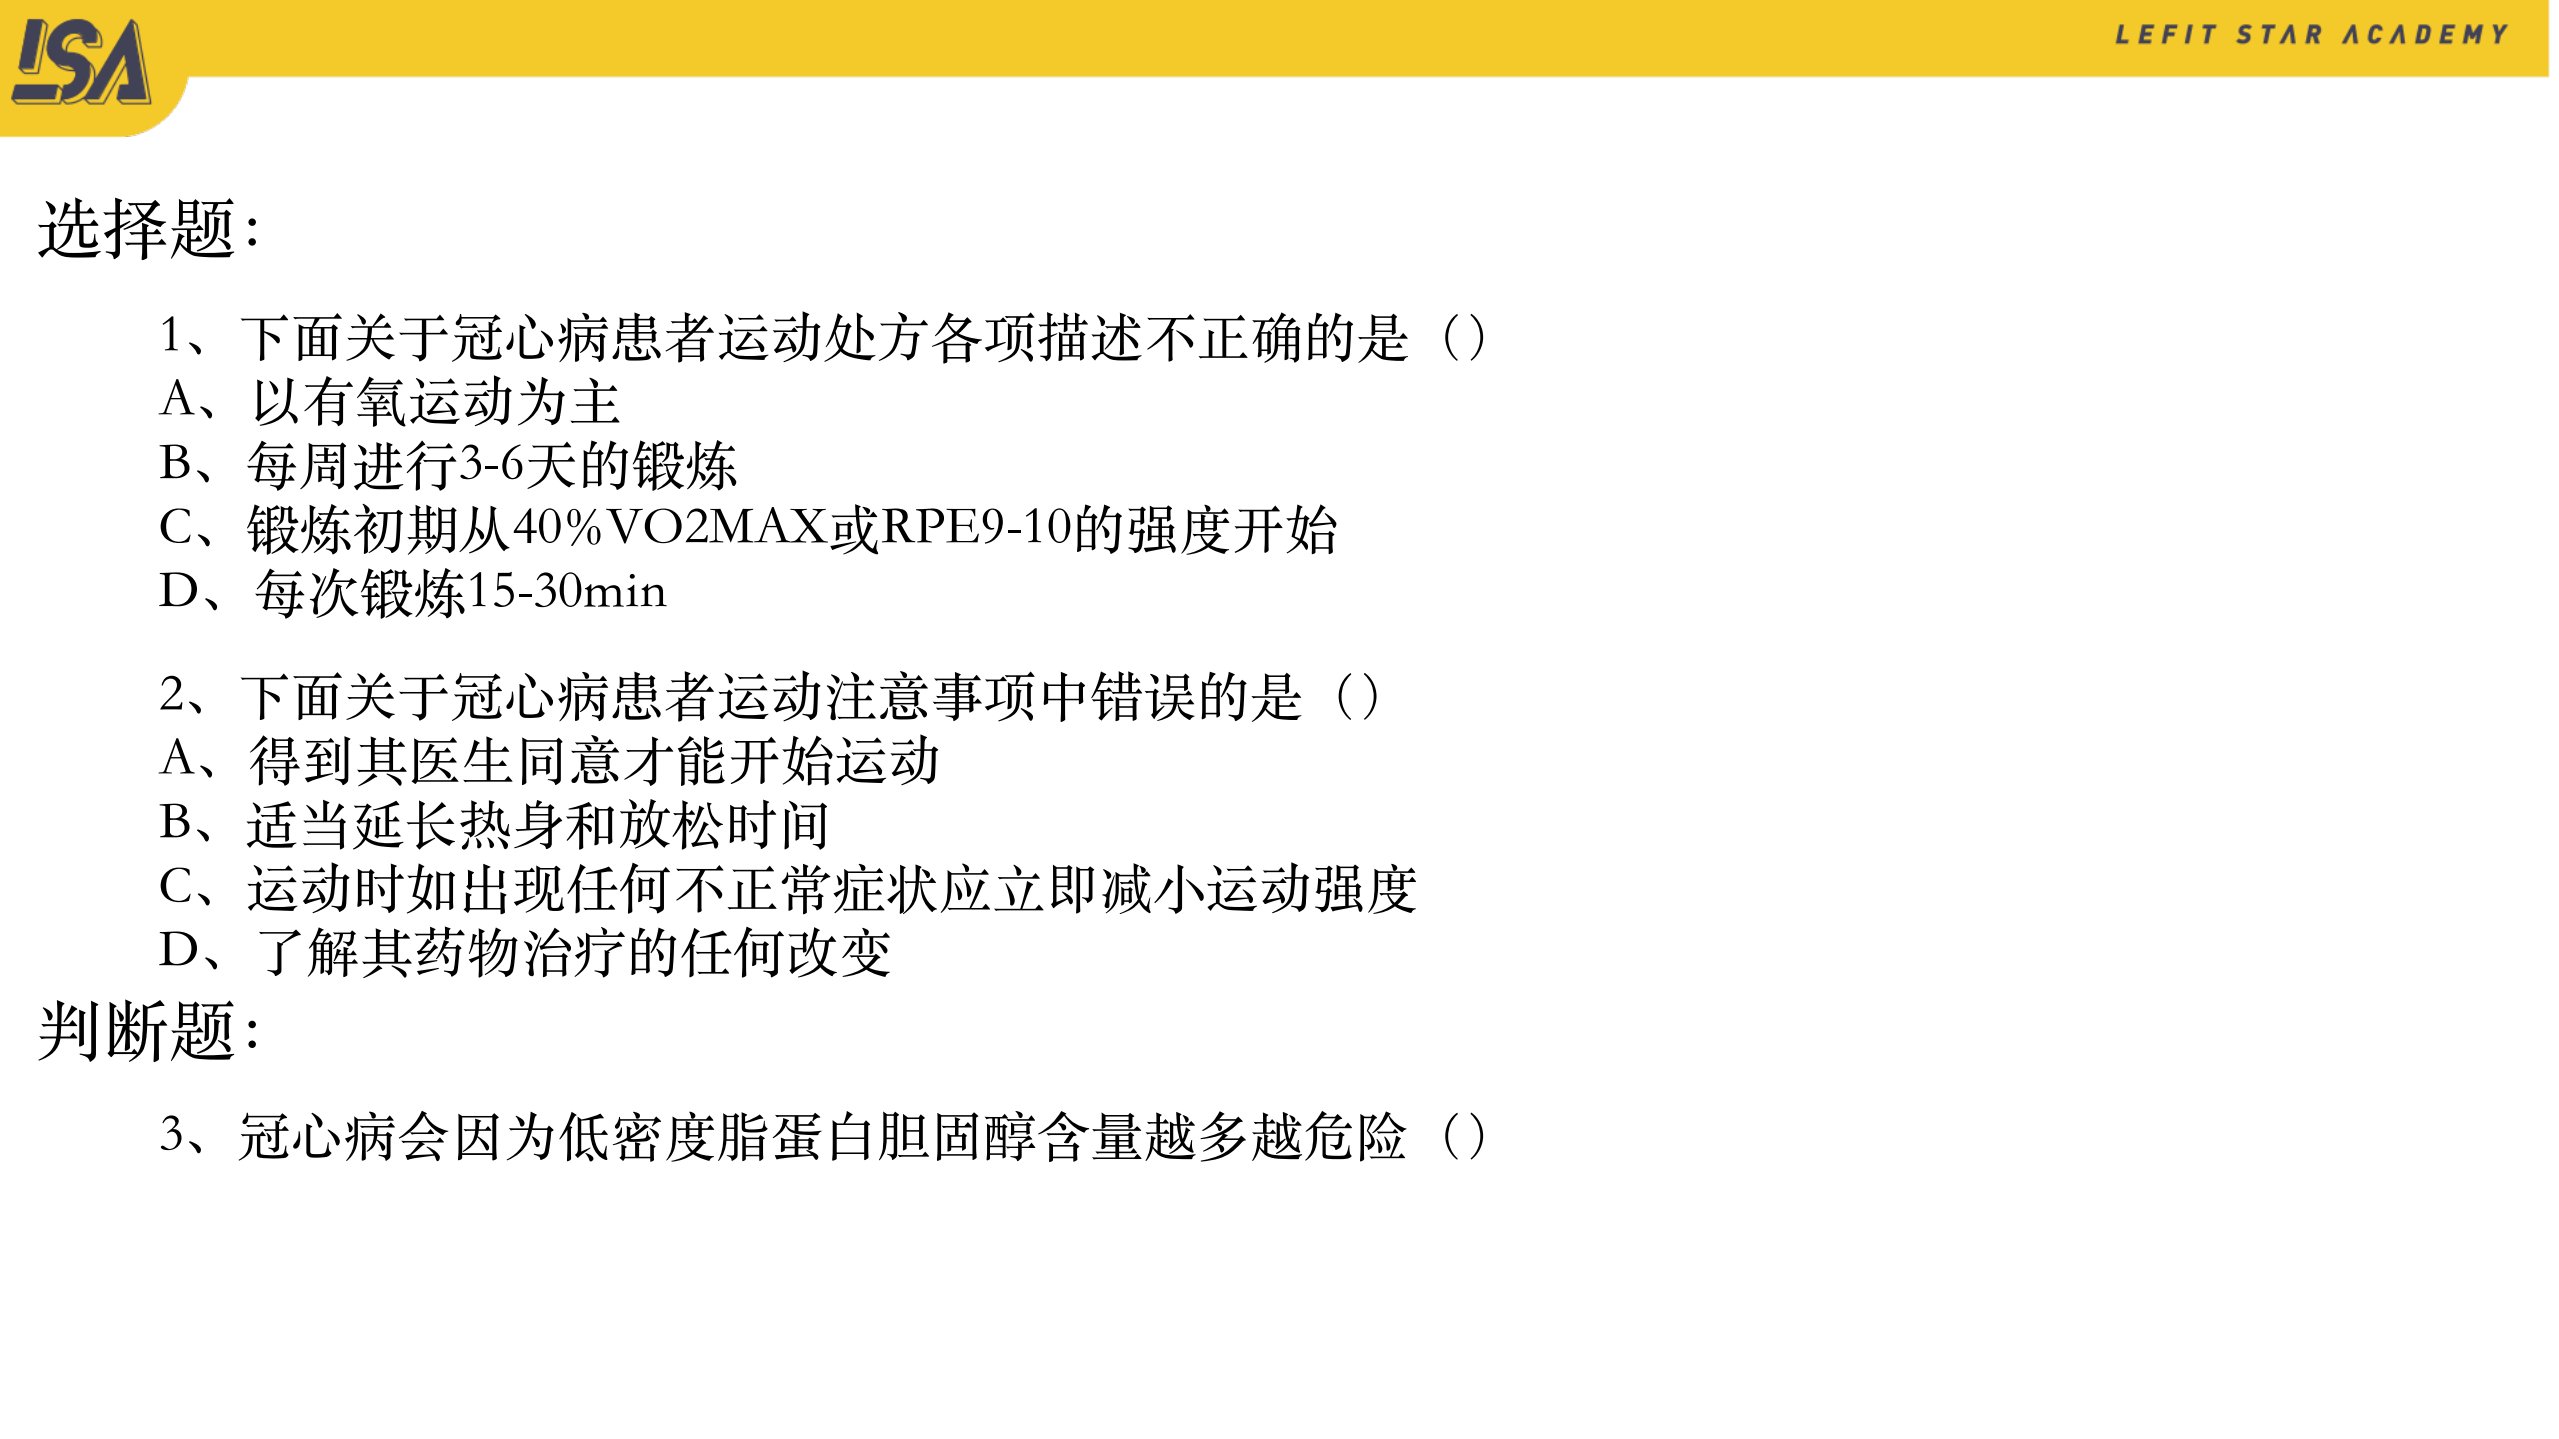 LSA
LEFIT STAR ACADEMY
选择题：
1、下面关于冠心病患者运动处方各项描述不正确的是（）
A、以有氧运动为主
B、每周进行3-6天的锻炼
C、锻炼初期从40%VO2MAX或RPE9-10的强度开始
D、每次锻炼15-30min
2、下面关于冠心病患者运动注意事项中错误的是（）
A、得到其医生同意才能开始运动
B、适当延长热身和放松时间
C、运动时如出现任何不正常症状应立即减小运动强度
D、了解其药物治疗的任何改变
判断题：
3、冠心病会因为低密度脂蛋白胆固醇含量越多越危险（）